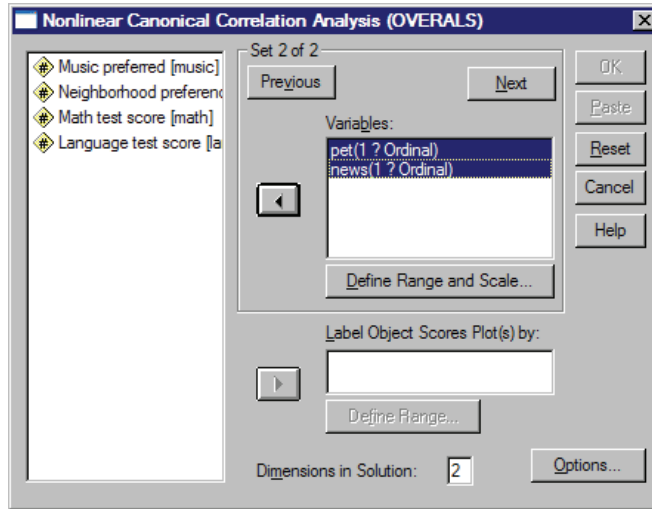 Nonlinear Canonical Correlation Analysis (OVERALS)
Music preferred [music]
Neighborhood preferen
Math test score [math]
Language test score [la
Set 2 of 2
Previous
Next
Variables:
pet(1 ? Ordinal)
news(1 ? Ordinal)
Define Range and Scale...
Label Object Scores Plot(s) by:
Define Range...
Dimensions in Solution: 2
Options...
OK
Paste
Reset
Cancel
Help